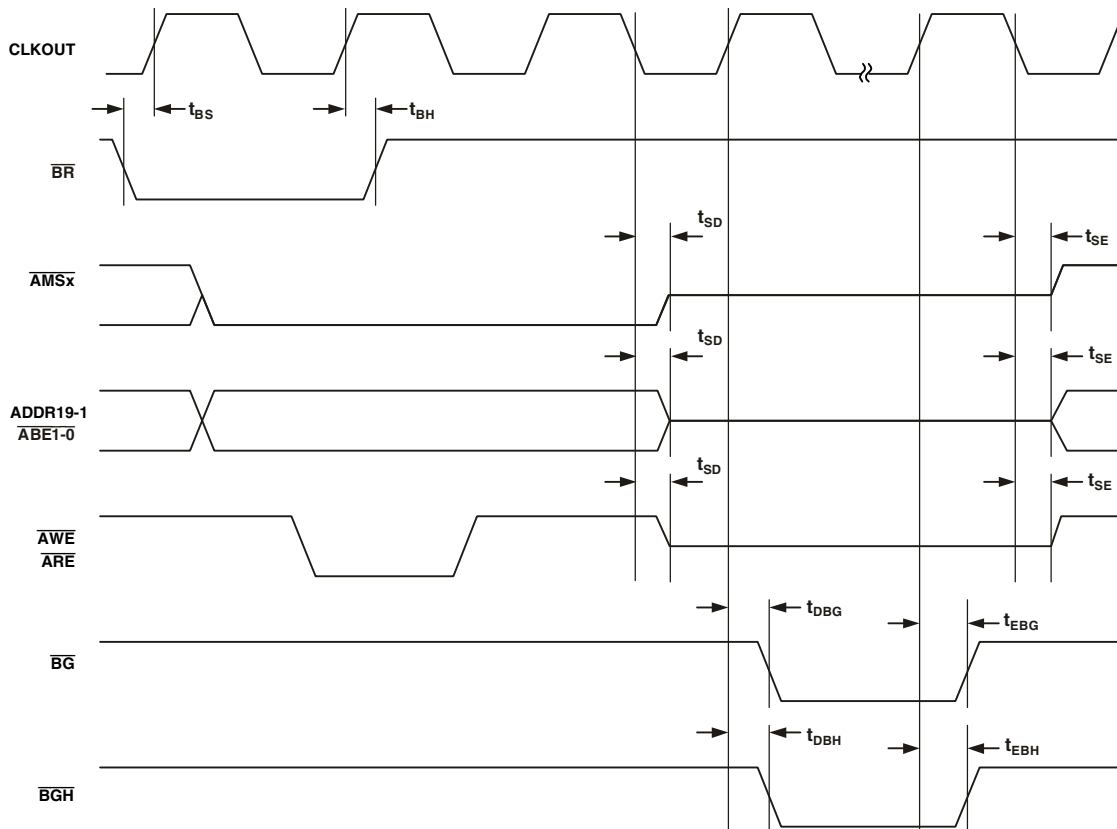 CLKOUT
tBS
tBH
BR
tSD
tSE
AMSx
tSD
tSE
ADDR19-1
ABE1-0
tSD
tSE
AWE
ARE
tDBG
tEBG
BG
tDBH
tEBH
BGH